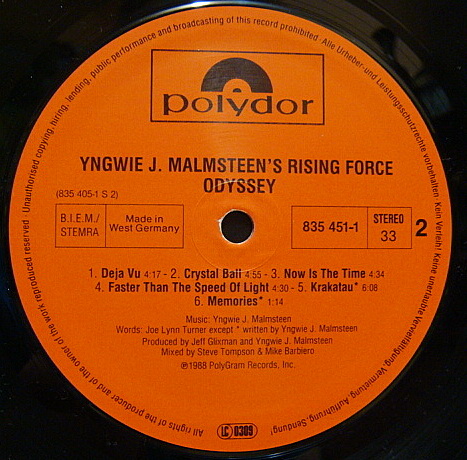 polydor
YNGWIE J. MALMSTEEN'S RISING FORCE
ODYSSEY
(835 405-1 S 2)
B.I.E.M./
STEMRA
Made in
West Germany
835 451-1
STEREO
33
2
1. Deja Vu 4:17 - 2. Crystal Ball 4:55 - 3. Now Is The Time 4:34
4. Faster Than The Speed Of Light 4:30 - 5. Krakatau* 6:08
6. Memories* 1:14
Music: Yngwie J. Malmsteen
Words: Joe Lynn Turner except * written by Yngwie J. Malmsteen
Produced by Jeff Glixman and Yngwie J. Malmsteen
Mixed by Steve Tompson & Mike Barbiero
℗1988 PolyGram Records, Inc.
LC 0309
All rights of the producer and of the owner of the work reproduced reserved · Unauthorised copying, hiring, lending, public performance and broadcasting of this record prohibited. Alle Urheber- und Leistungsschutzrechte vorbehalten · Kein Verleih! Keine unerlaubte Vervielfältigung, Vermietung, Aufführung, Sendung!